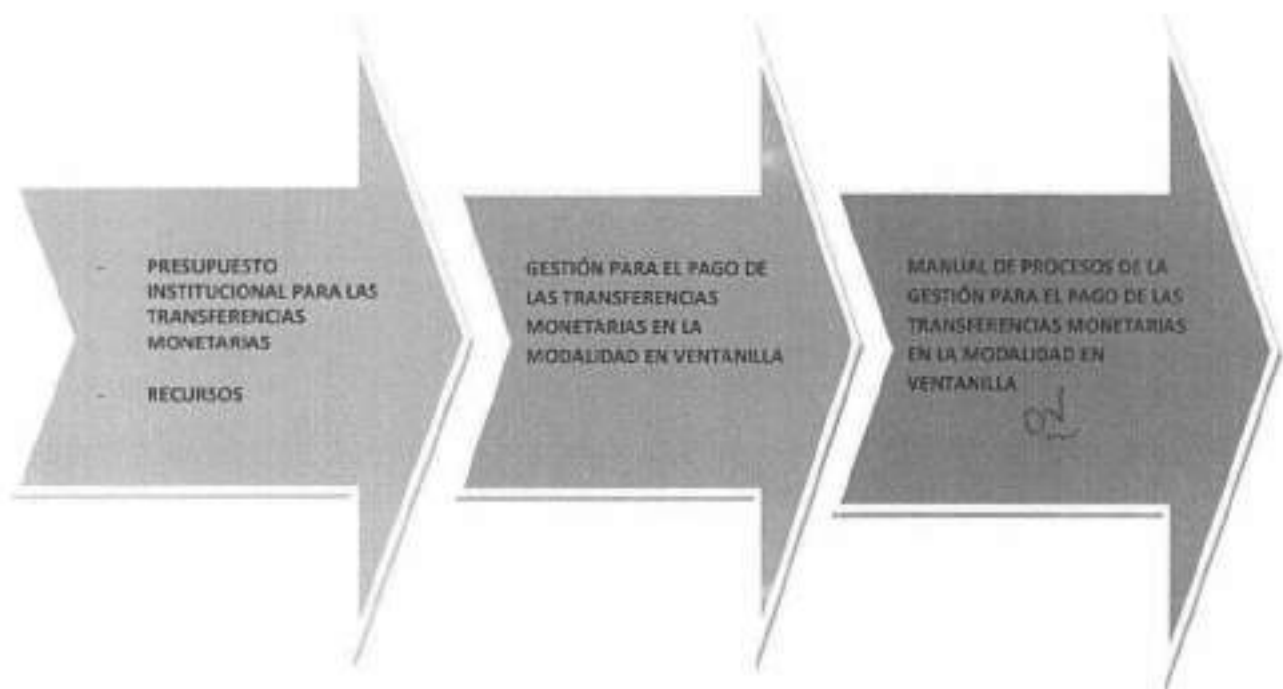 - PRESUPUESTO
INSTITUCIONAL PARA LAS
TRANSFERENCIAS
MONETARIAS
- RECURSOS
GESTIÓN PARA EL PAGO DE
LAS TRANSFERENCIAS
MONETARIAS EN LA
MODALIDAD EN VENTANILLA
MANUAL DE PROCESOS DE LA
GESTIÓN PARA EL PAGO DE LAS
TRANSFERENCIAS MONETARIAS
EN LA MODALIDAD EN
VENTANILLA